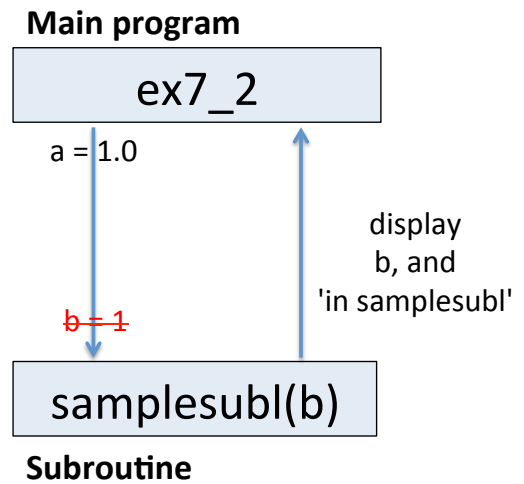 Main program
ex7_2
a = 1.0
display
b, and
'in samplesubl'
b = 1
samplesubl(b)
Subroutine